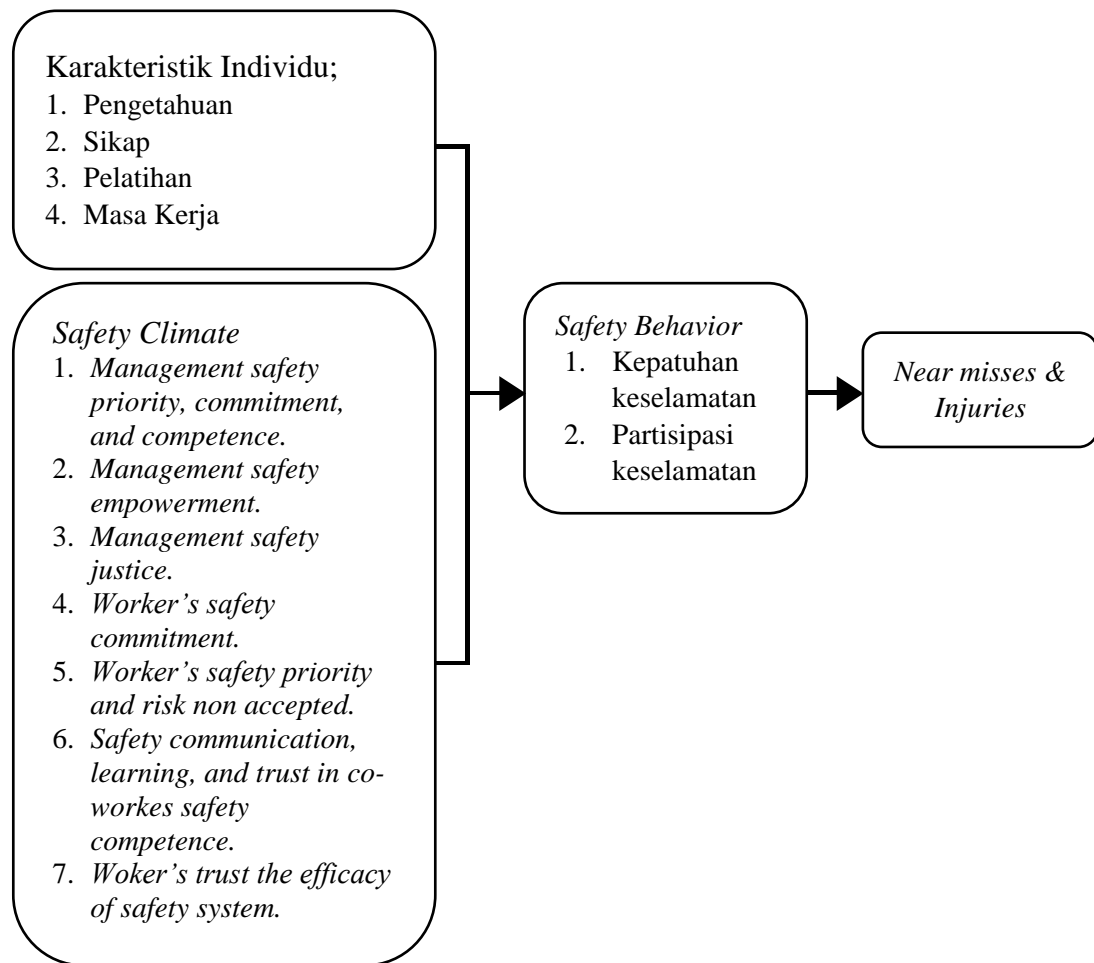 Karakteristik Individu;
1. Pengetahuan
2. Sikap
3. Pelatihan
4. Masa Kerja
Safety Climate
1. Management safety
priority, commitment,
and competence.
2. Management safety
empowerment.
3. Management safety
justice.
4. Worker’s safety
commitment.
5. Worker’s safety priority
and risk non accepted.
6. Safety communication,
learning, and trust in co-
workes safety
competence.
7. Woker’s trust the efficacy
of safety system.
Safety Behavior
1. Kepatuhan
keselamatan
2. Partisipasi
keselamatan
Near misses &
Injuries